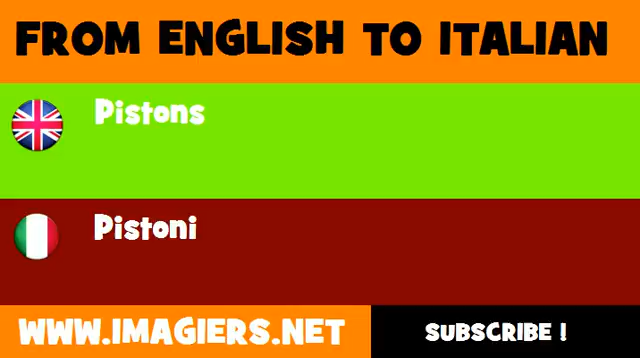 FROM ENGLISH TO ITALIAN
Pistons
Pistoni
WWW.IMAGIERS.NET
SUBSCRIBE !